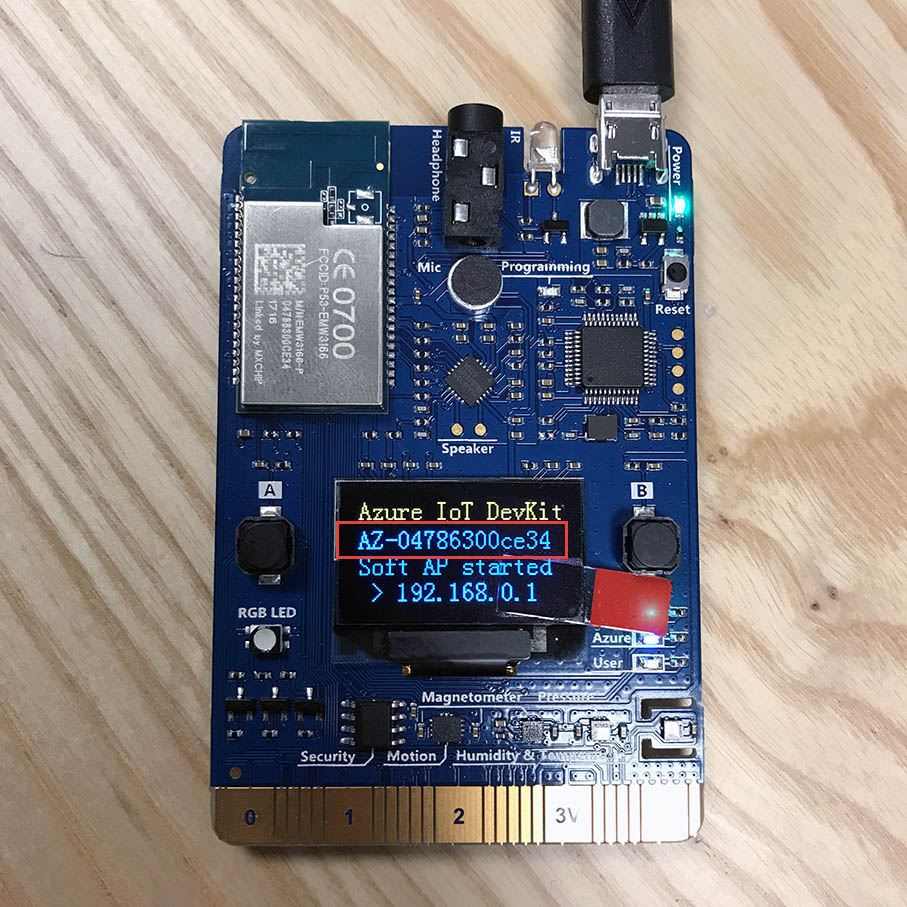 Headphone
IR
Power
Mic
Programming
Reset
CE0700
FCCID:P53-EMW3166
M/N:EMW3166-P
04786300CE34
1716
Linked by MXCHIP
Speaker
A
B
Azure IoT DevKit
AZ-04786300ce34
Soft AP started
> 192.168.0.1
RGB LED
Azure
User
Magnetometer
Pressure
Security
Motion
Humidity &
0
1
2
3V